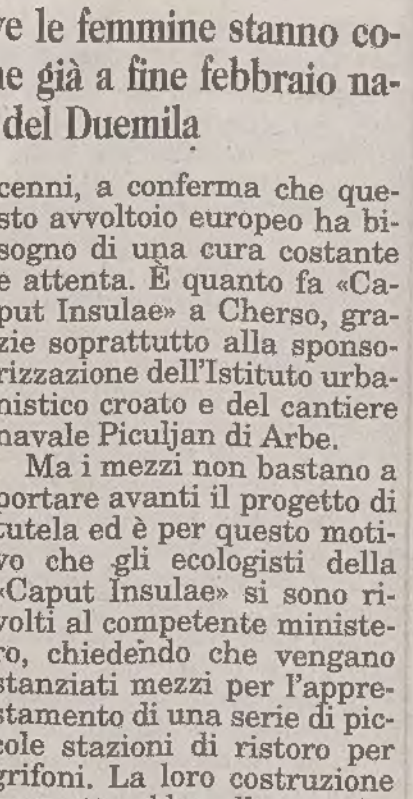 le femmine stanno co-
già a fine febbraio na-
del Duemila
cenni, a conferma che que-
sto avvoltoio europeo ha bi-
sogno di una cura costante
e attenta. È quanto fa «Ca-
put Insulae» a Cherso, gra-
zie soprattutto alla sponso-
rizzazione dell'Istituto urba-
nistico croato e del cantiere
navale Piculjan di Arbe.
Ma i mezzi non bastano a
portare avanti il progetto di
tutela ed è per questo moti-
vo che gli ecologisti della
«Caput Insulae» si sono ri-
volti al competente ministe-
ro, chiedendo che vengano
stanziati mezzi per l'appre-
stamento di una serie di pic-
cole stazioni di ristoro per
grifoni. La loro costruzione